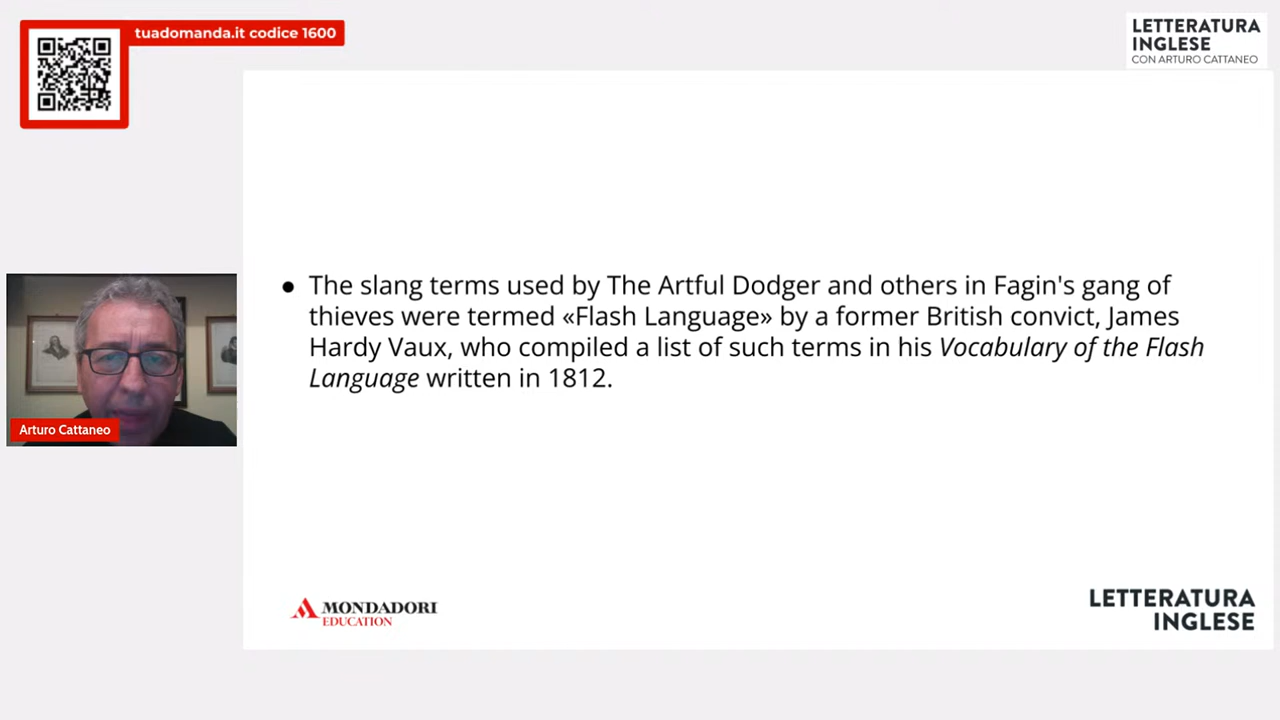 tuadomanda.it codice 1600
LETTERATURA
INGLESE
CON ARTURO CATTANEO
● The slang terms used by The Artful Dodger and others in Fagin's gang of
thieves were termed «Flash Language» by a former British convict, James
Hardy Vaux, who compiled a list of such terms in his Vocabulary of the Flash
Language written in 1812.
Arturo Cattaneo
MONDADORI
EDUCATION
LETTERATURA
INGLESE